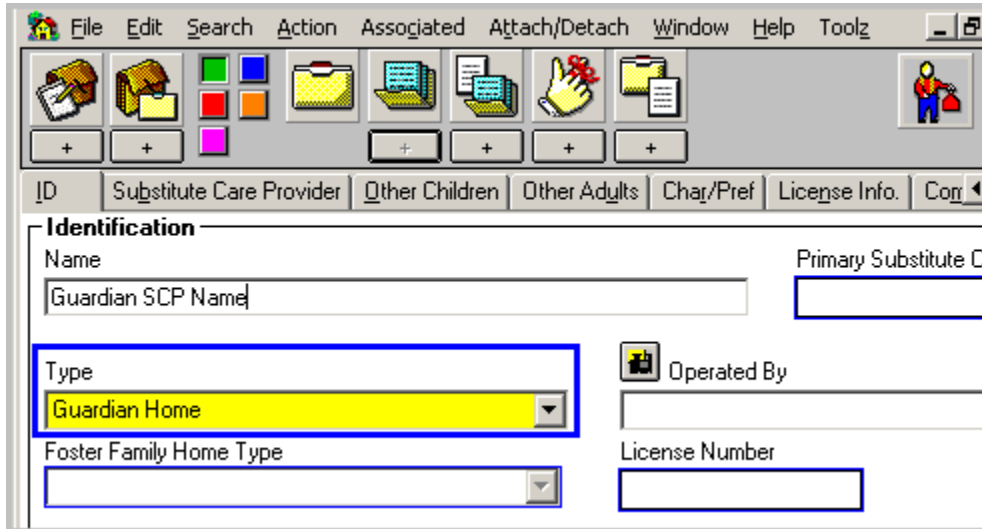 File Edit Search Action Associated Attach/Detach Window Help Toolz
+ + + + + +
ID Substitute Care Provider Other Children Other Adults Char/Pref License Info.
Identification
Name Primary Substitute
Guardian SCP Name
Type Operated By
Guardian Home
Foster Family Home Type License Number